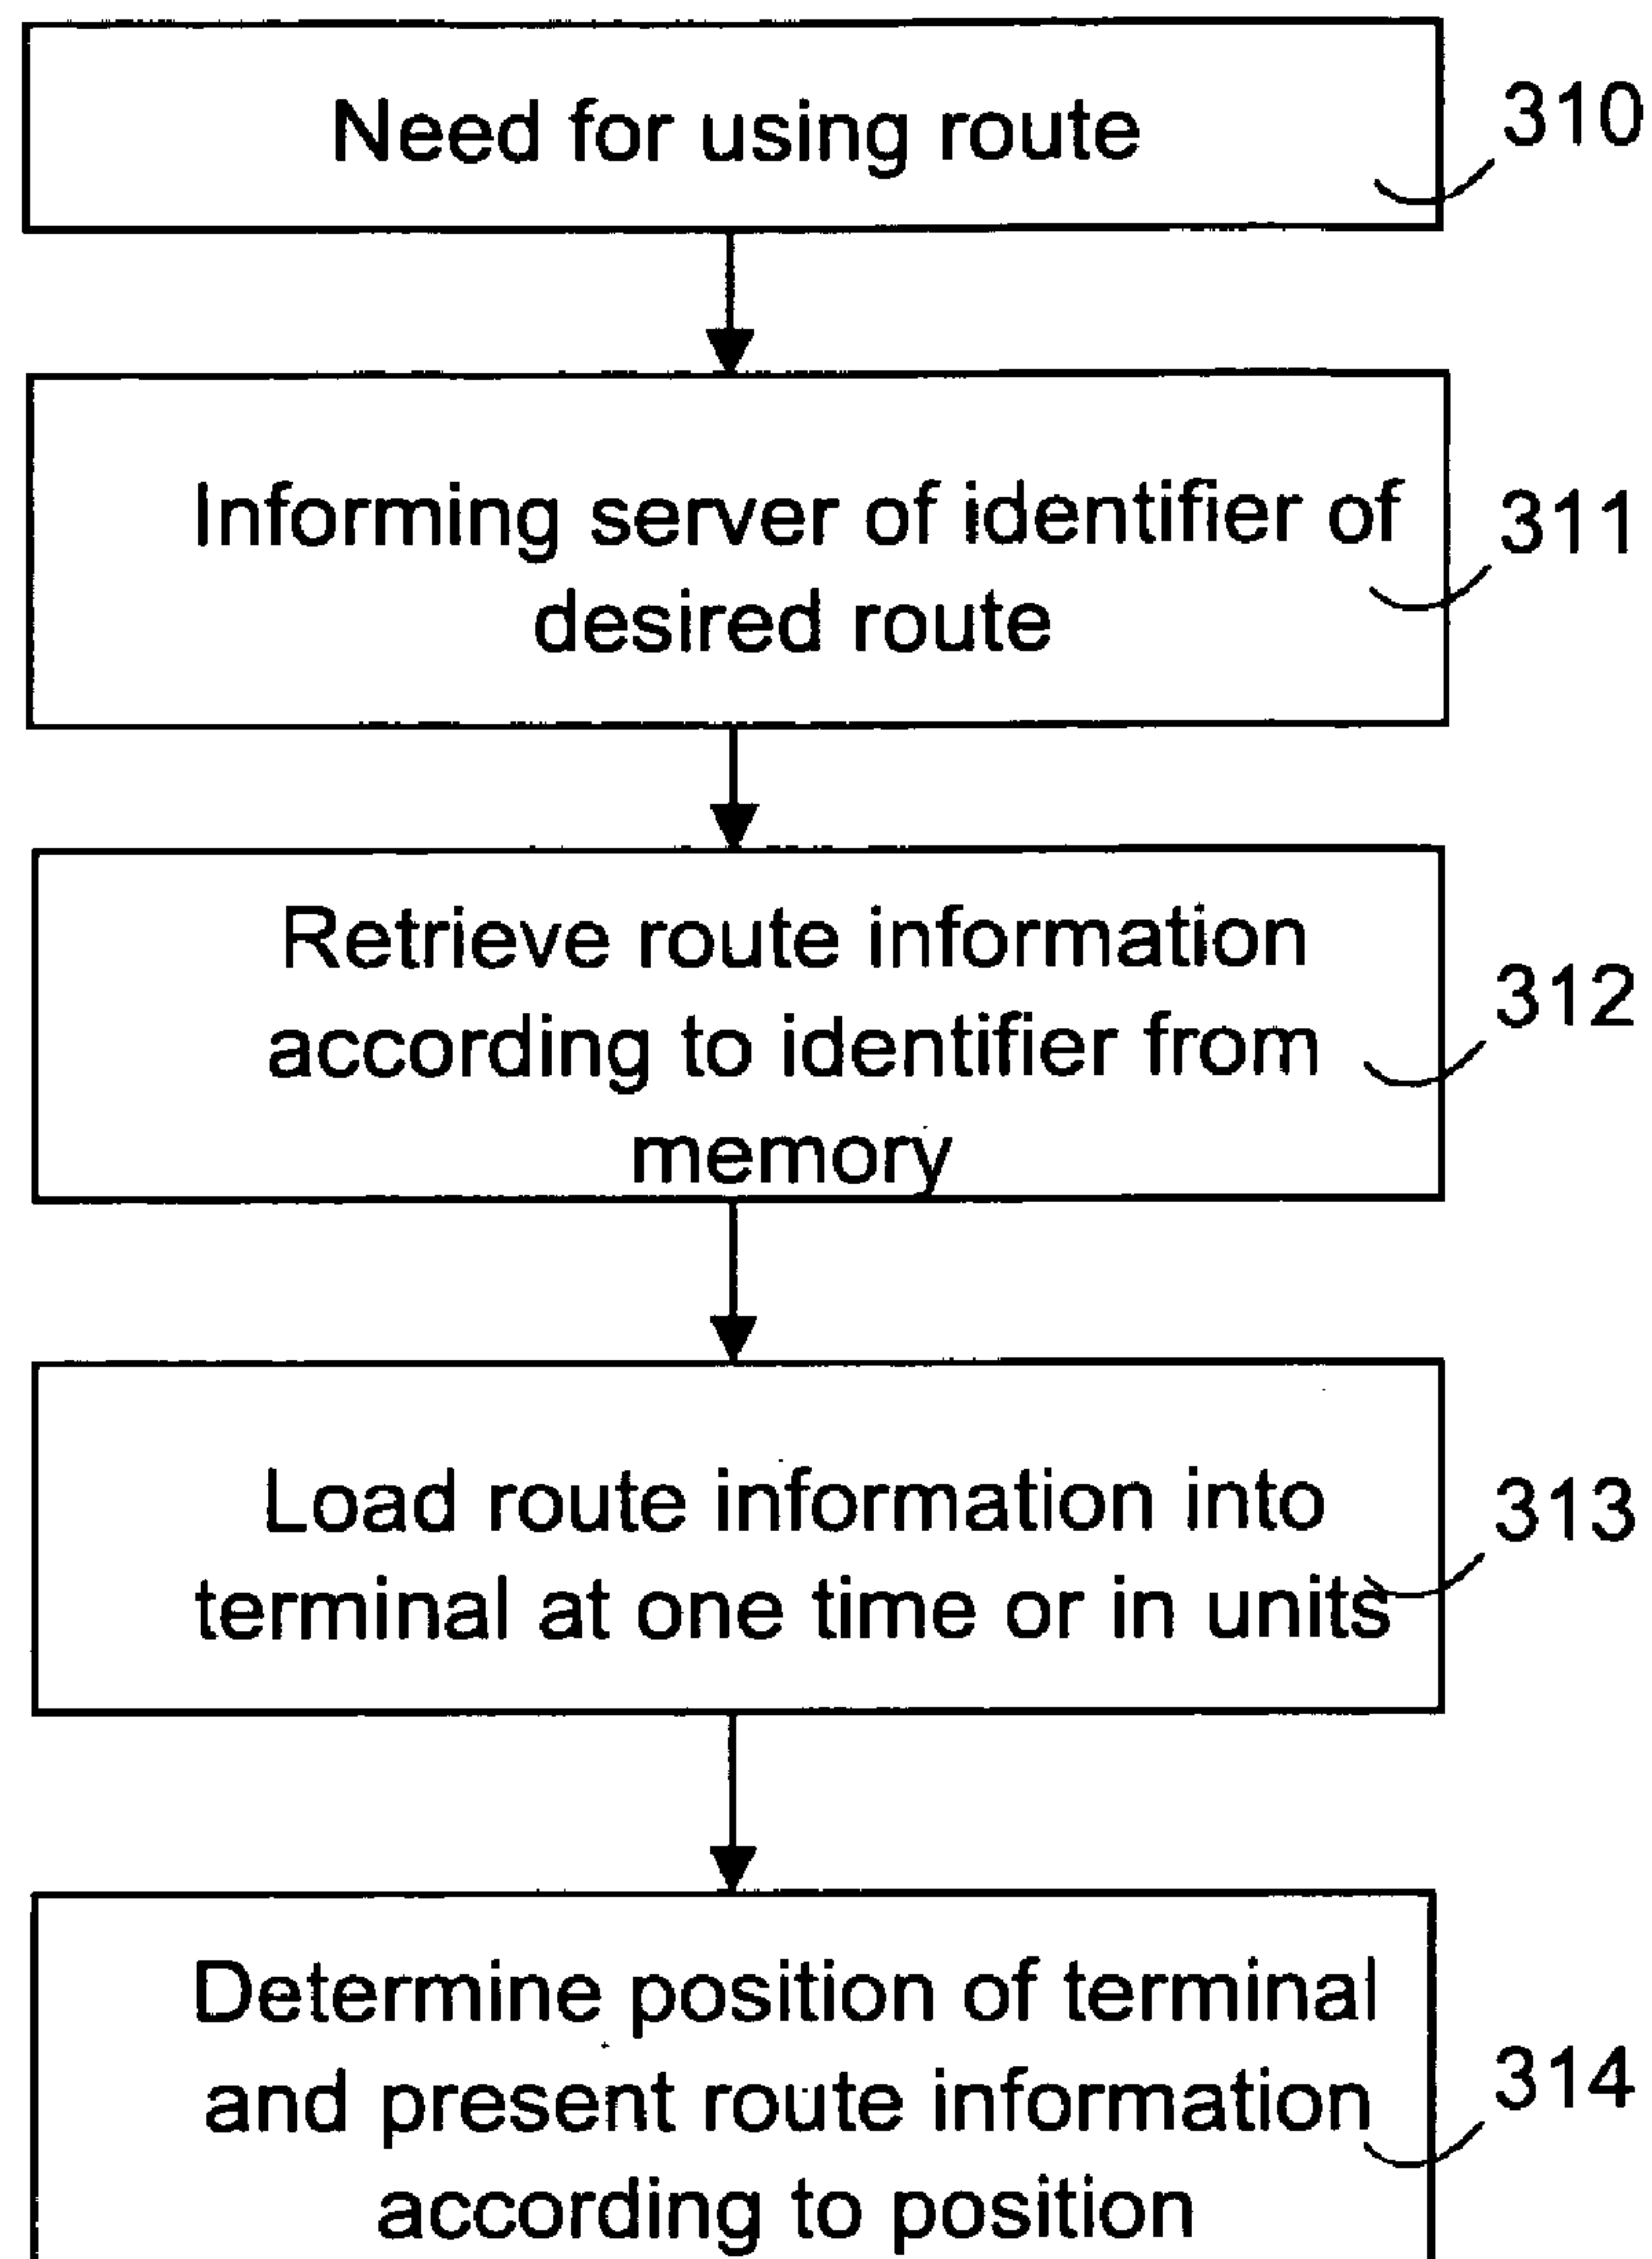 Need for using route
310
Informing server of identifier of
desired route
311
Retrieve route information
according to identifier from
memory
312
Load route information into
terminal at one time or in units
313
Determine position of terminal
and present route information
according to position
314